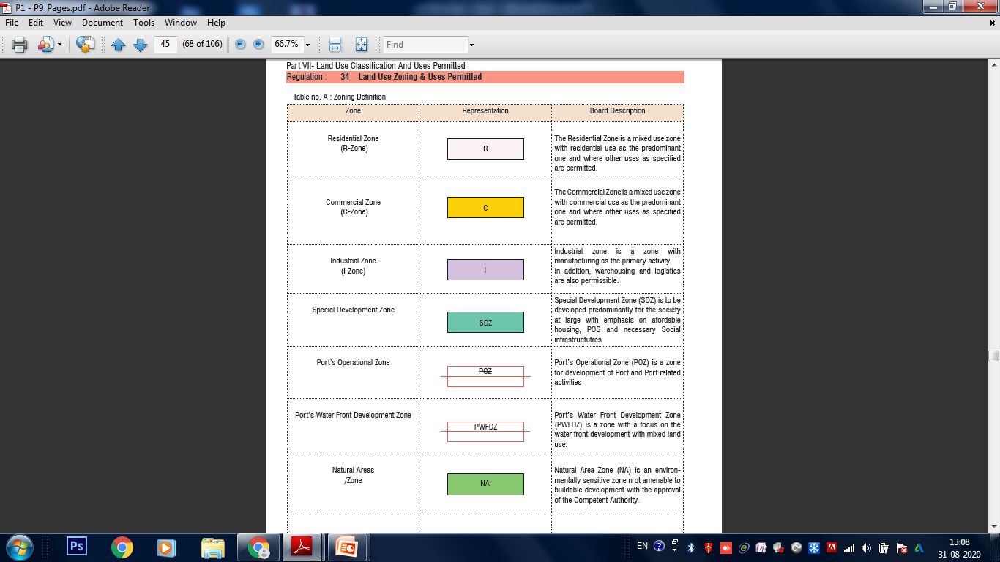 P1 - P9_Pages.pdf - Adobe Reader
File Edit View Document Tools Window Help
45 (68 of 106) 66.7% Find
Part VII- Land Use Classification And Uses Permitted
Regulation : 34 Land Use Zoning & Uses Permitted
Table no. A : Zoning Definition
Zone Representation Board Description
Residential Zone
(R-Zone)
R
The Residential Zone is a mixed use zone
with residential use as the predominant
one and where other uses as specified
are permitted.
Commercial Zone
(C-Zone)
C
The Commercial Zone is a mixed use zone
with commercial use as the predominant
one and where other uses as specified
are permitted.
Industrial Zone
(I-Zone)
I
Industrial zone is a zone with
manufacturing as the primary activity.
In addition, warehousing and logistics
are also permissible.
Special Development Zone
SDZ
Special Development Zone (SDZ) is to be
developed predominantly for the society
at large with emphasis on afordable
housing, POS and necessary Social
infrastructutres
Port's Operational Zone
POZ
Port's Operational Zone (POZ) is a zone
for development of Port and Port related
activities
Port's Water Front Development Zone
PWFDZ
Port's Water Front Development Zone
(PWFDZ) is a zone with a focus on the
water front development with mixed land
use.
Natural Areas
/Zone
NA
Natural Area Zone (NA) is an environ-
mentally sensitive zone n ot amenable to
buildable development with the approval
of the Competent Authority.
Ps
EN
13:08
31-08-2020